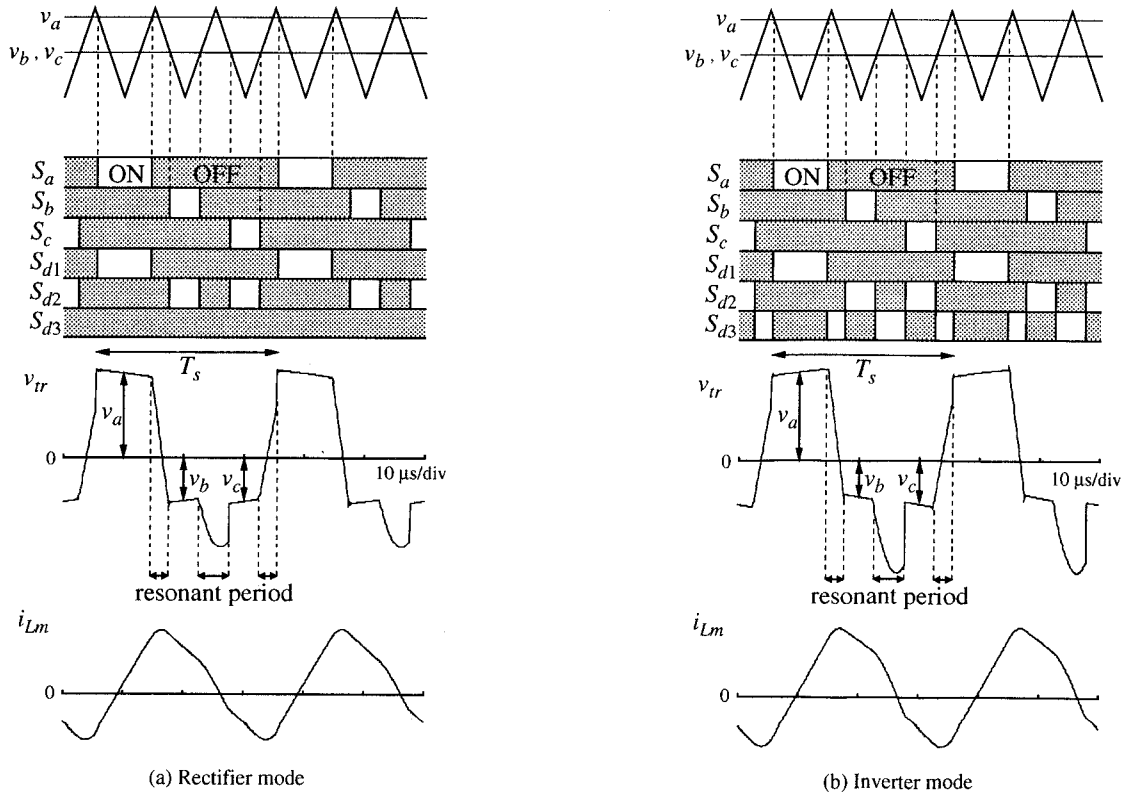 v_a
v_b , v_c
S_a ON OFF
S_b
S_c
S_d1
S_d2
S_d3
T_s
v_tr
v_a
0
v_b v_c
10 μs/div
resonant period
i_Lm
0
(a) Rectifier mode
v_a
v_b , v_c
S_a ON OFF
S_b
S_c
S_d1
S_d2
S_d3
T_s
v_tr
v_a
0
v_b v_c
10 μs/div
resonant period
i_Lm
0
(b) Inverter mode